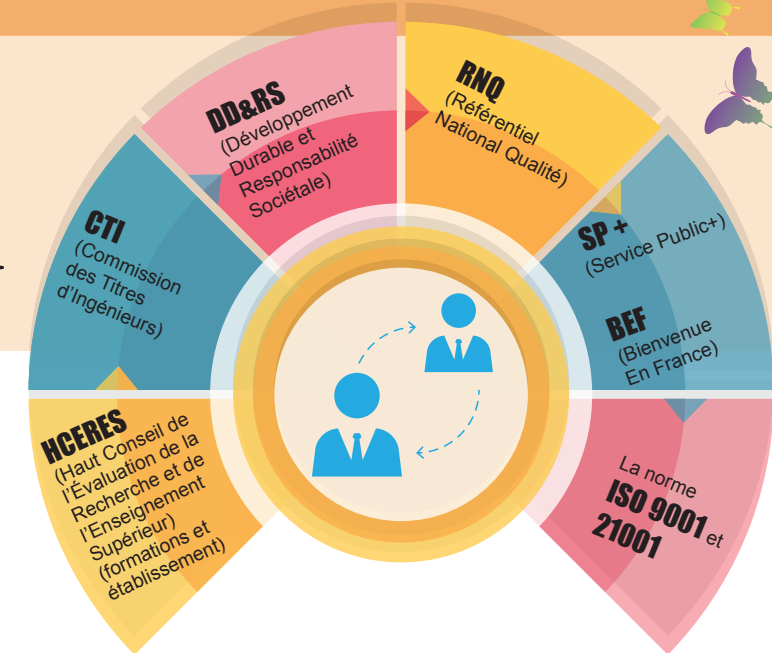 HCERES
(Haut Conseil de
l'Évaluation de la
Recherche et de
l'Enseignement
Supérieur)
(formations et
établissement)
CTI
(Commission
des Titres
d'Ingénieurs)
DD&RS
(Développement
Durable et
Responsabilité
Sociétale)
RNQ
(Référentiel
National Qualité)
SP +
(Service Public+)
BEF
(Bienvenue
En France)
La norme
ISO 9001 et
21001